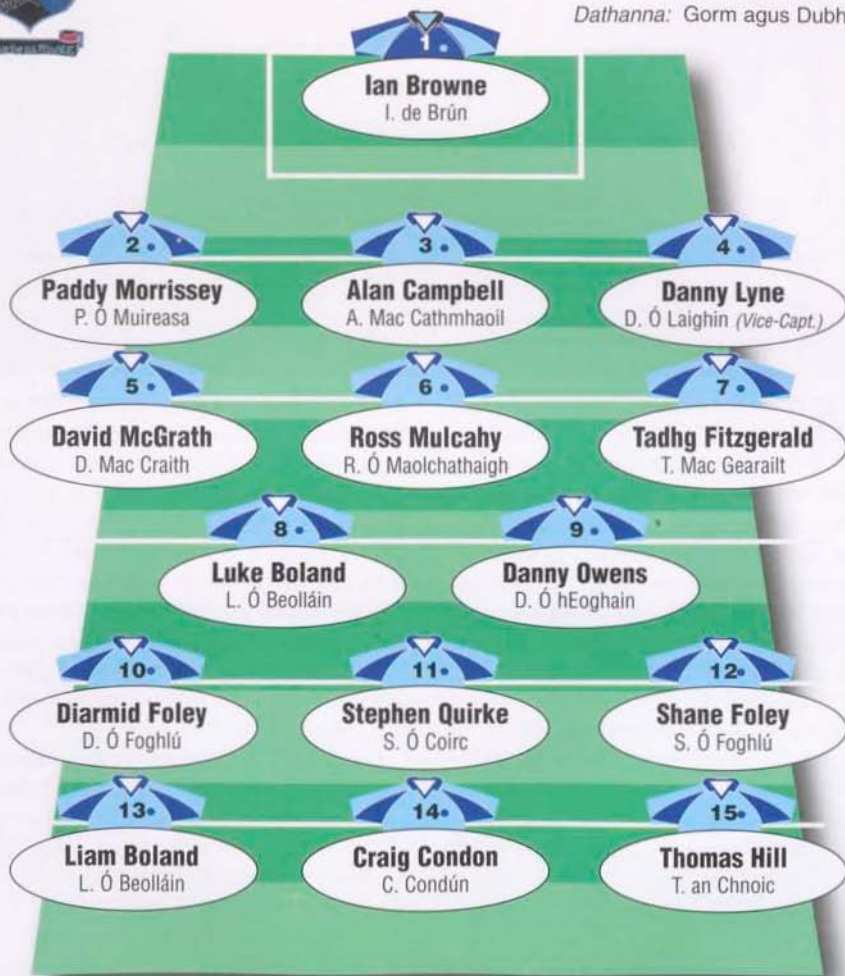 Dathanna: Gorm agus Dubh
1
Ian Browne
I. de Brún
2
3
4
Paddy Morrissey
P. Ó Muireasa
Alan Campbell
A. Mac Cathmhaoil
Danny Lyne
D. Ó Laighin (Vice-Capt.)
5
6
7
David McGrath
D. Mac Craith
Ross Mulcahy
R. Ó Maolchathaigh
Tadhg Fitzgerald
T. Mac Gearailt
8
9
Luke Boland
L. Ó Beolláin
Danny Owens
D. Ó hEoghain
10
11
12
Diarmid Foley
D. Ó Foghlú
Stephen Quirke
S. Ó Coirc
Shane Foley
S. Ó Foghlú
13
14
15
Liam Boland
L. Ó Beolláin
Craig Condon
C. Condún
Thomas Hill
T. an Chnoic